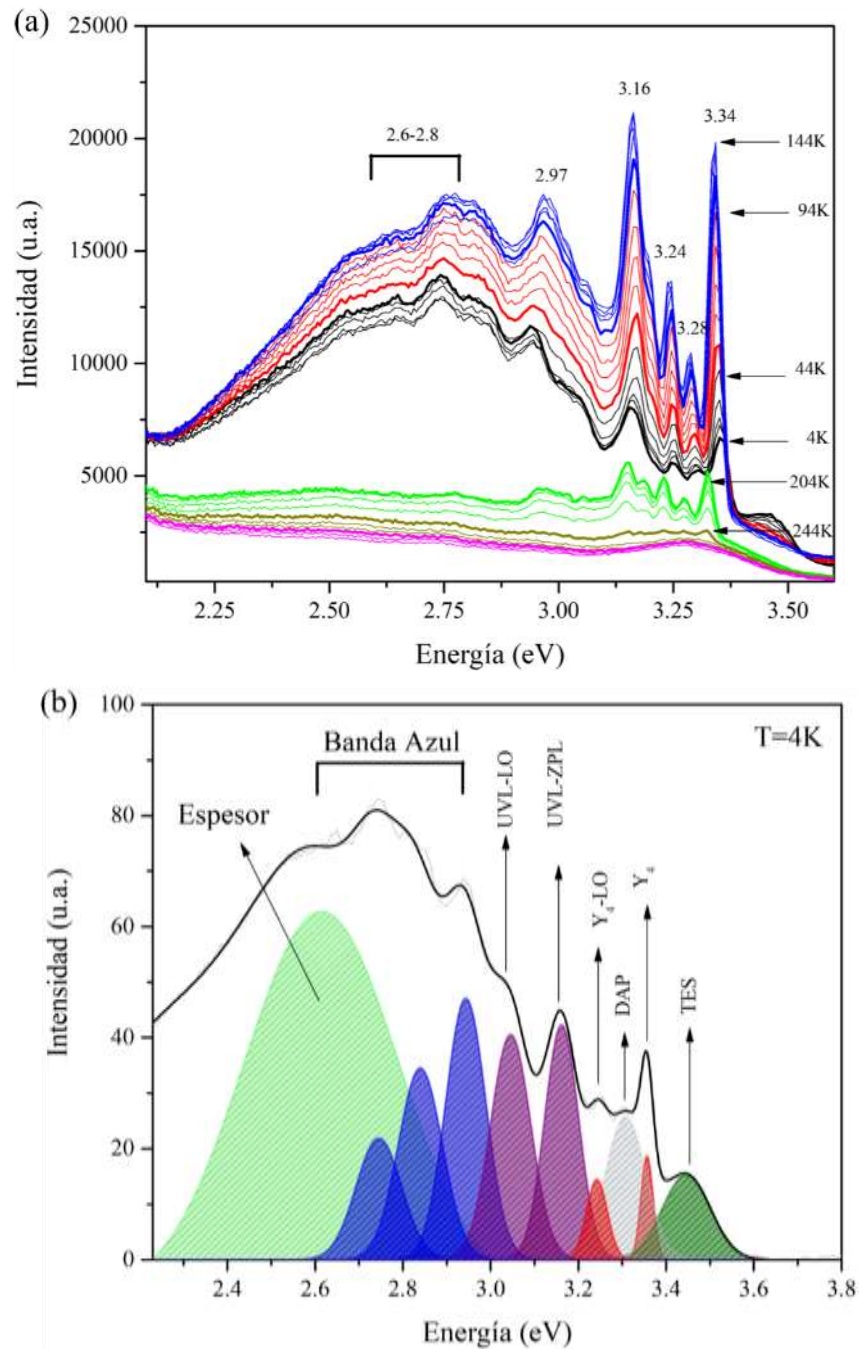 (a)
25000
20000
15000
10000
5000
Intensidad (u.a.)
2.6-2.8
2.97
3.16
3.24
3.28
3.34
144K
94K
44K
4K
204K
244K
2.25
2.50
2.75
3.00
3.25
3.50
Energía (eV)
(b)
100
80
60
40
20
0
Intensidad (u.a.)
T=4K
Banda Azul
Espesor
UVL-LO
UVL-ZPL
Y₄-LO
DAP
Y₄
TES
2.4
2.6
2.8
3.0
3.2
3.4
3.6
3.8
Energía (eV)